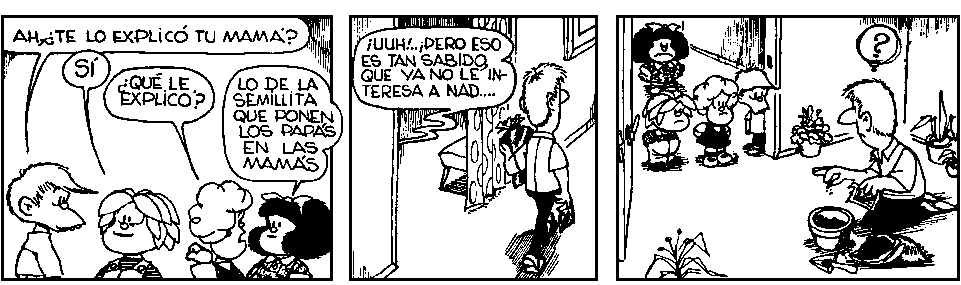 AH, ¿TE LO EXPLICÓ TU MAMÁ?
SÍ
¿QUÉ LE
EXPLICÓ?
LO DE LA
SEMILLITA
QUE PONEN
LOS PAPÁS
EN LAS
MAMÁS
¡UUH!..¡PERO ESO
ES TAN SABIDO,
QUE YA NO LE IN-
TERESA A NAD....
?